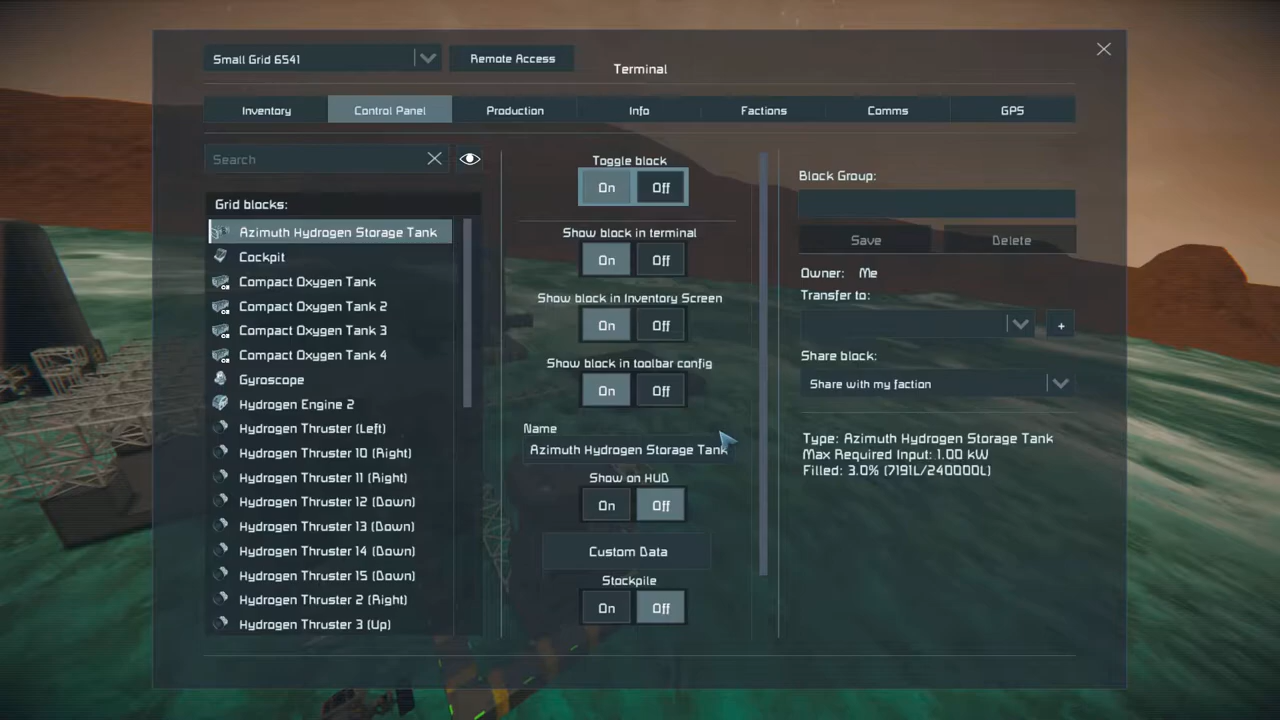 Small Grid 6541
Remote Access
Terminal
Inventory
Control Panel
Production
Info
Factions
Comms
GPS
Search
Grid blocks:
Azimuth Hydrogen Storage Tank
Cockpit
Compact Oxygen Tank
Compact Oxygen Tank 2
Compact Oxygen Tank 3
Compact Oxygen Tank 4
Gyroscope
Hydrogen Engine 2
Hydrogen Thruster (Left)
Hydrogen Thruster 10 (Right)
Hydrogen Thruster 11 (Right)
Hydrogen Thruster 12 (Down)
Hydrogen Thruster 13 (Down)
Hydrogen Thruster 14 (Down)
Hydrogen Thruster 15 (Down)
Hydrogen Thruster 2 (Right)
Hydrogen Thruster 3 (Up)
Toggle block
On Off
Show block in terminal
On Off
Show block in Inventory Screen
On Off
Show block in toolbar config
On Off
Name
Azimuth Hydrogen Storage Tank
Show on HUD
On Off
Custom Data
Stockpile
On Off
Block Group:
Save
Delete
Owner: Me
Transfer to:
+
Share block:
Share with my faction
Type: Azimuth Hydrogen Storage Tank
Max Required Input: 1.00 kW
Filled: 3.0% (7191L/240000L)